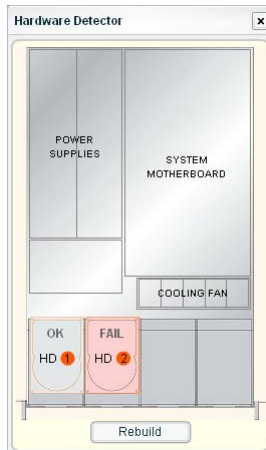 Hardware Detector
POWER
SUPPLIES
SYSTEM
MOTHERBOARD
COOLING FAN
OK
FAIL
HD 1
HD 2
Rebuild